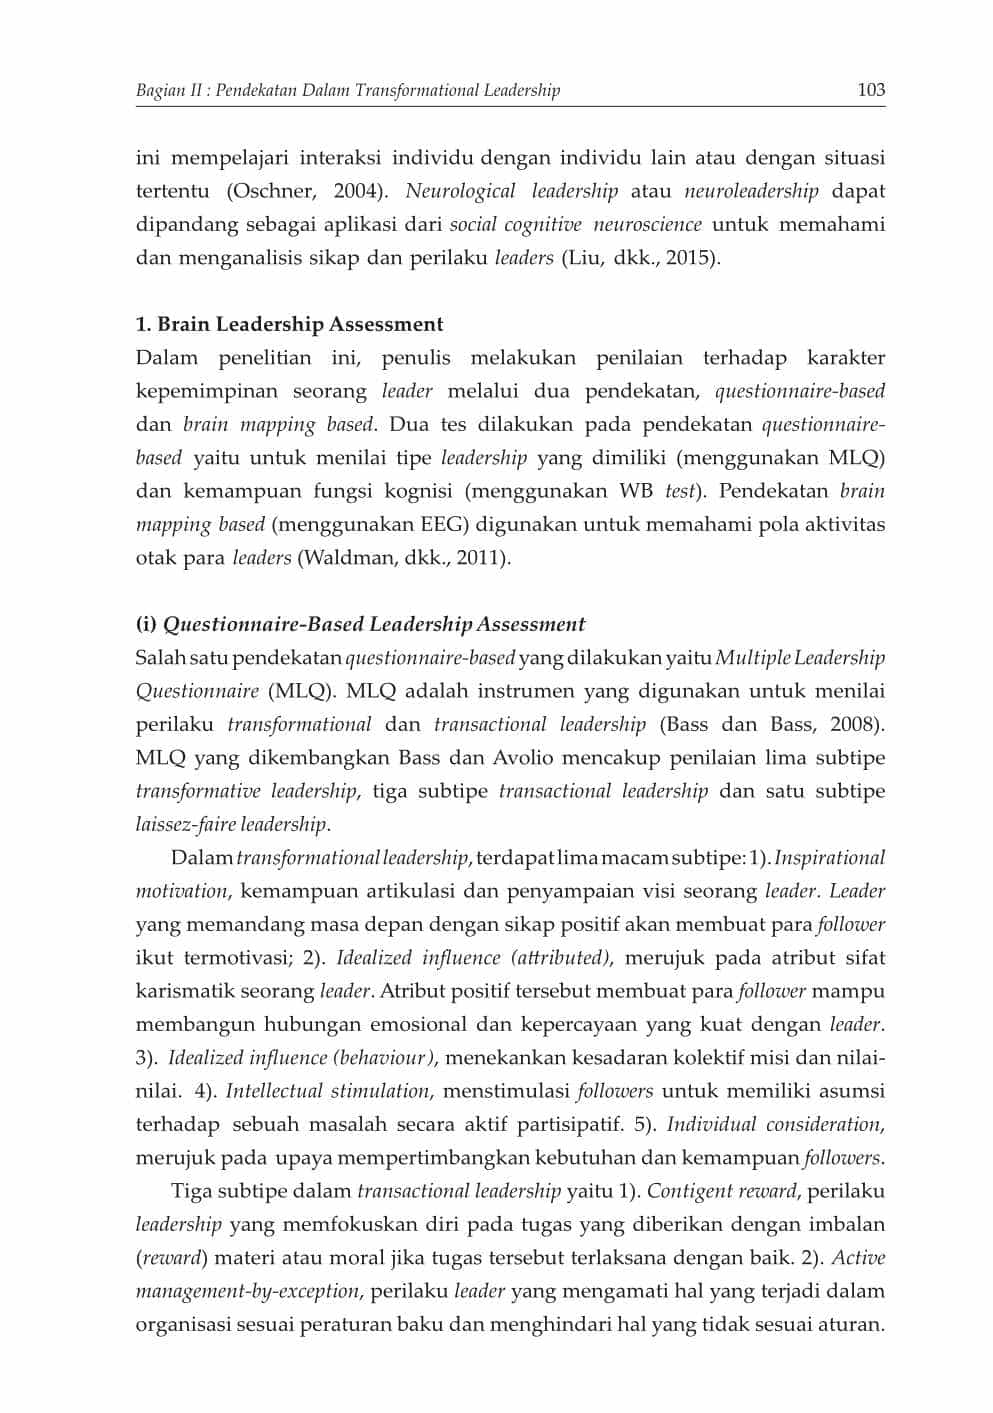 Bagian II : Pendekatan Dalam Transformational Leadership 103
ini mempelajari interaksi individu dengan individu lain atau dengan situasi
tertentu (Oschner, 2004). Neurological leadership atau neuroleadership dapat
dipandang sebagai aplikasi dari social cognitive neuroscience untuk memahami
dan menganalisis sikap dan perilaku leaders (Liu, dkk., 2015).
1. Brain Leadership Assessment
Dalam penelitian ini, penulis melakukan penilaian terhadap karakter
kepemimpinan seorang leader melalui dua pendekatan, questionnaire-based
dan brain mapping based. Dua tes dilakukan pada pendekatan questionnaire-
based yaitu untuk menilai tipe leadership yang dimiliki (menggunakan MLQ)
dan kemampuan fungsi kognisi (menggunakan WB test). Pendekatan brain
mapping based (menggunakan EEG) digunakan untuk memahami pola aktivitas
otak para leaders (Waldman, dkk., 2011).
(i) Questionnaire-Based Leadership Assessment
Salah satu pendekatan questionnaire-based yang dilakukan yaitu Multiple Leadership
Questionnaire (MLQ). MLQ adalah instrumen yang digunakan untuk menilai
perilaku transformational dan transactional leadership (Bass dan Bass, 2008).
MLQ yang dikembangkan Bass dan Avolio mencakup penilaian lima subtipe
transformative leadership, tiga subtipe transactional leadership dan satu subtipe
laissez-faire leadership.
Dalam transformational leadership, terdapat lima macam subtipe: 1). Inspirational
motivation, kemampuan artikulasi dan penyampaian visi seorang leader. Leader
yang memandang masa depan dengan sikap positif akan membuat para follower
ikut termotivasi; 2). Idealized influence (attributed), merujuk pada atribut sifat
karismatik seorang leader. Atribut positif tersebut membuat para follower mampu
membangun hubungan emosional dan kepercayaan yang kuat dengan leader.
3). Idealized influence (behaviour), menekankan kesadaran kolektif misi dan nilai-
nilai. 4). Intellectual stimulation, menstimulasi followers untuk memiliki asumsi
terhadap sebuah masalah secara aktif partisipatif. 5). Individual consideration,
merujuk pada upaya mempertimbangkan kebutuhan dan kemampuan followers.
Tiga subtipe dalam transactional leadership yaitu 1). Contigent reward, perilaku
leadership yang memfokuskan diri pada tugas yang diberikan dengan imbalan
(reward) materi atau moral jika tugas tersebut terlaksana dengan baik. 2). Active
management-by-exception, perilaku leader yang mengamati hal yang terjadi dalam
organisasi sesuai peraturan baku dan menghindari hal yang tidak sesuai aturan.